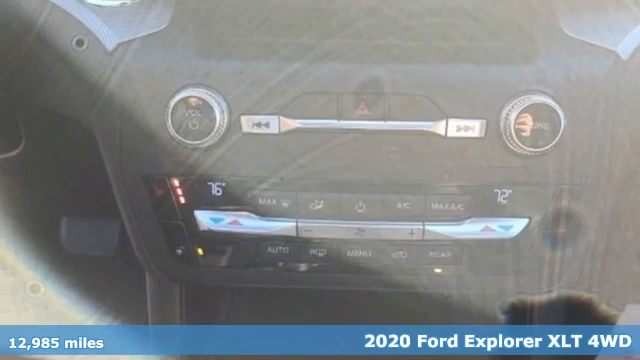 VOL
TUNE
76° 72°
MAX A/C MAX A/C
AUTO MENU REAR
12,985 miles 2020 Ford Explorer XLT 4WD